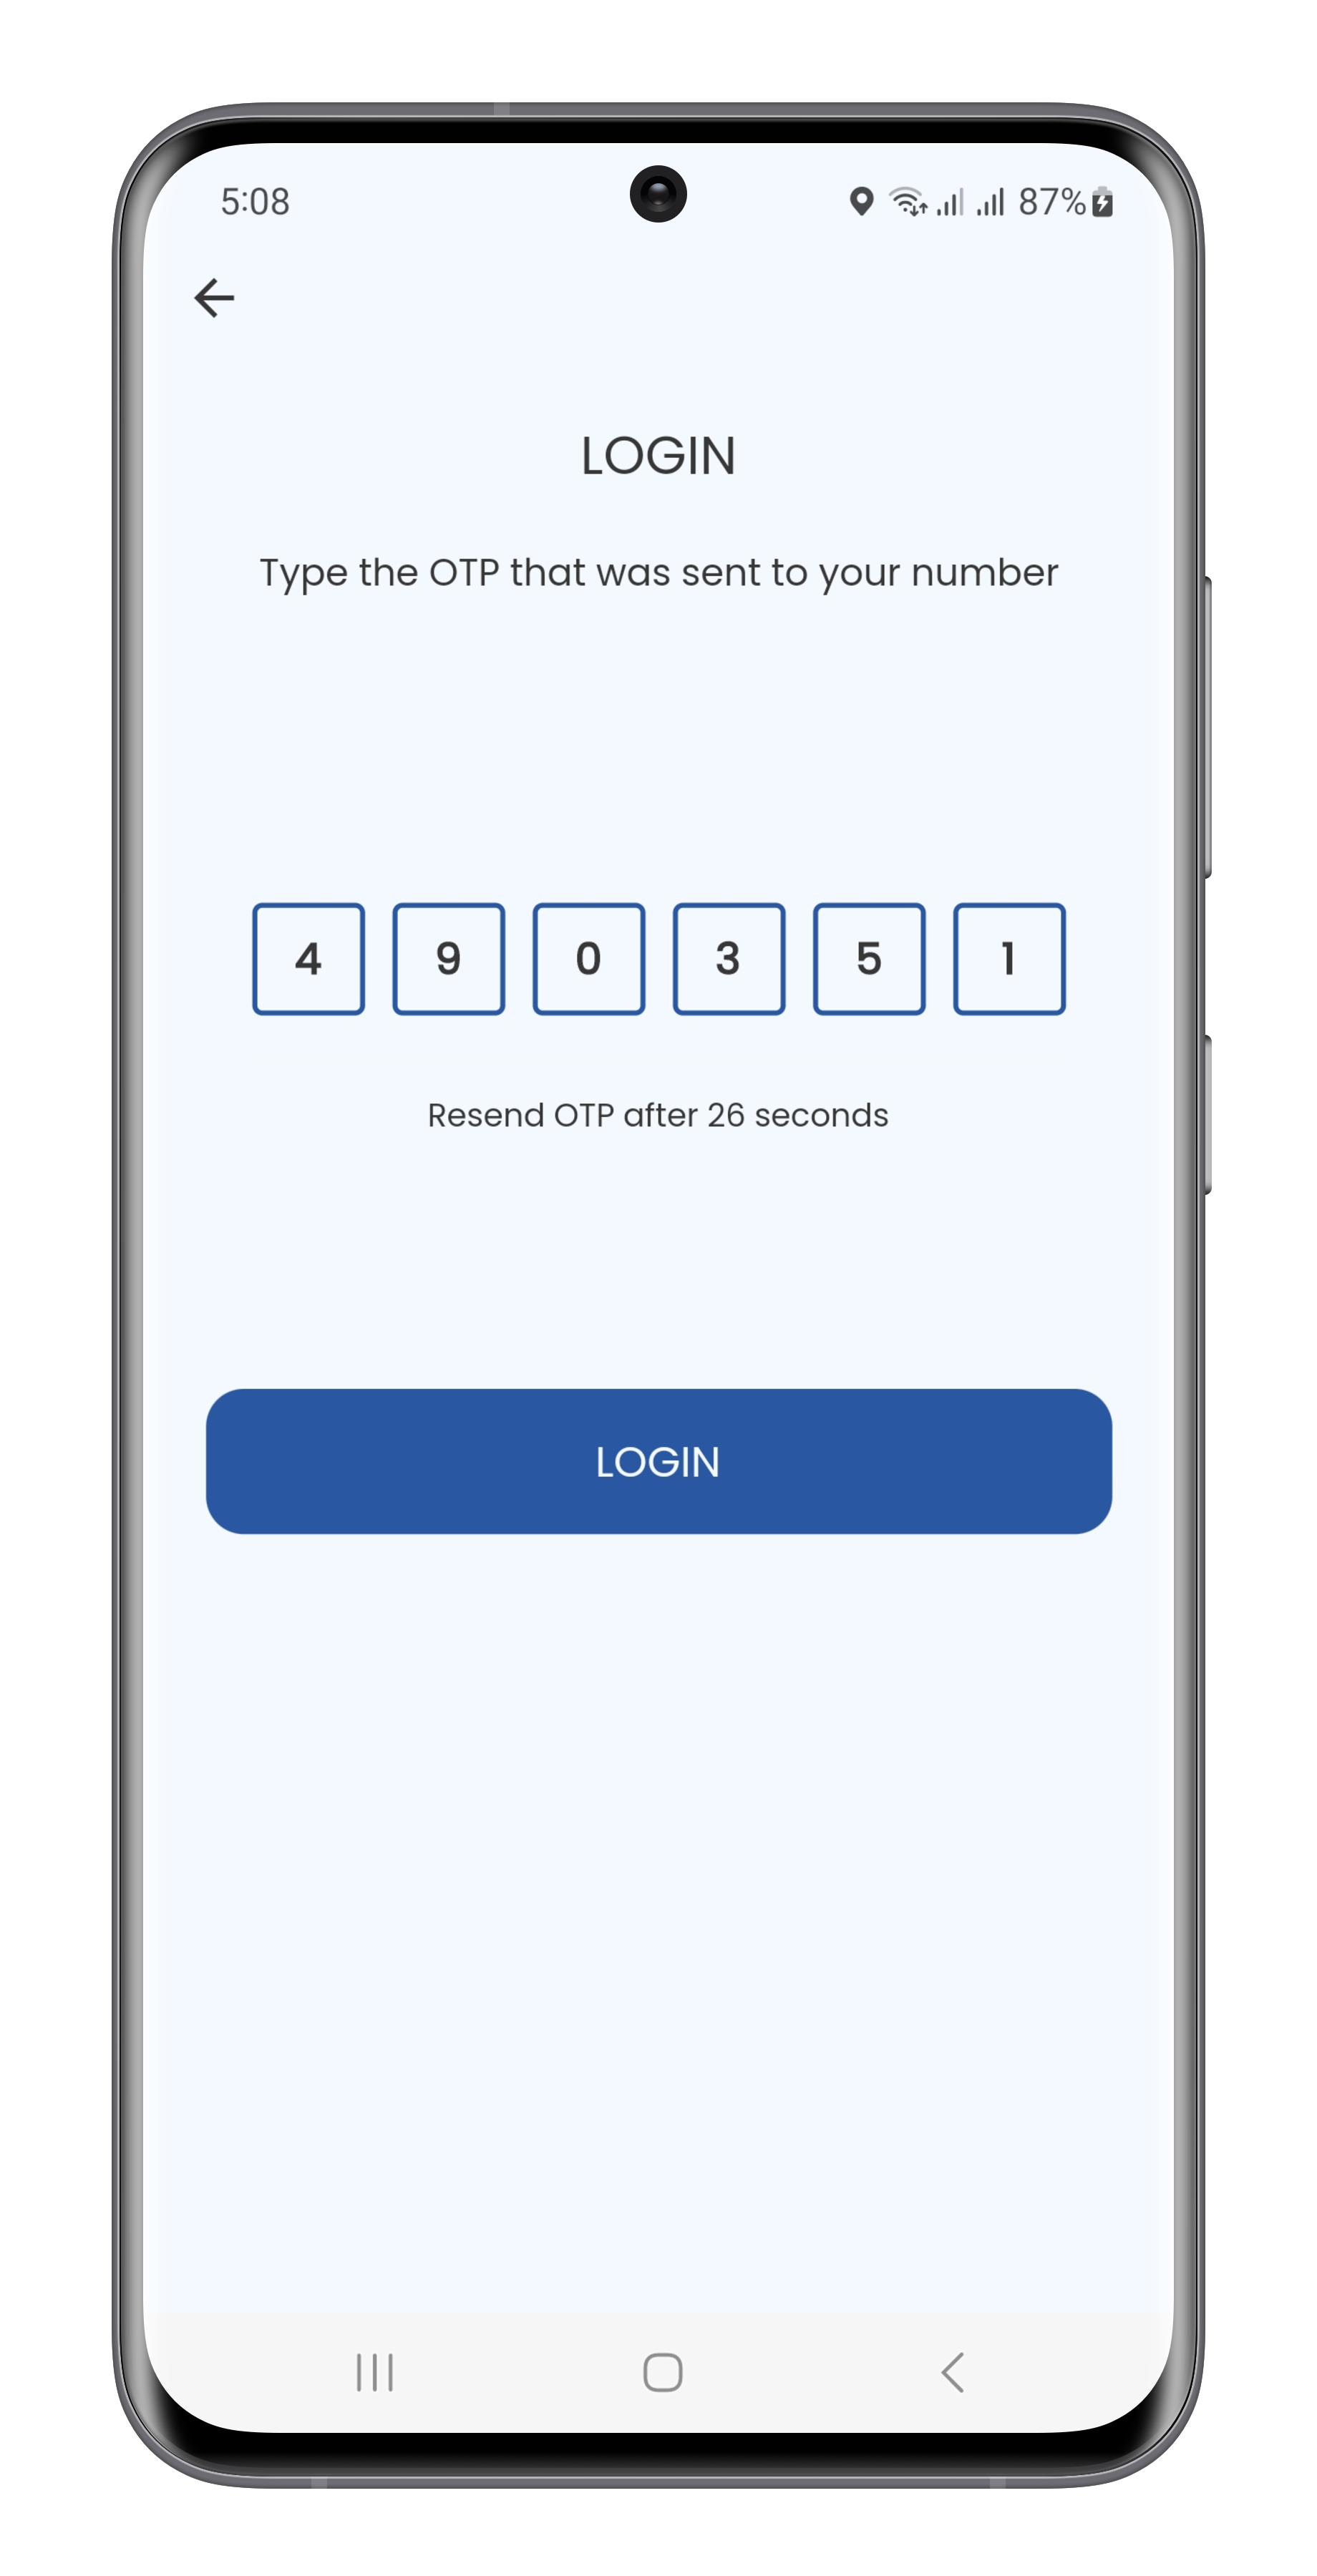 5:08 87%
LOGIN
Type the OTP that was sent to your number
4 9 0 3 5 1
Resend OTP after 26 seconds
LOGIN